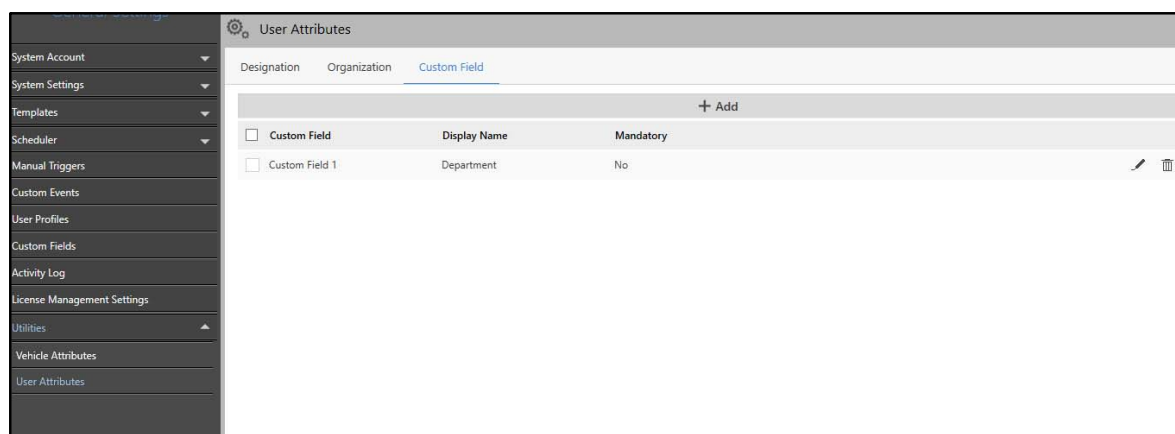 General Settings
User Attributes
System Account
System Settings
Templates
Scheduler
Manual Triggers
Custom Events
User Profiles
Custom Fields
Activity Log
License Management Settings
Utilities
Vehicle Attributes
User Attributes
Designation Organization Custom Field
+ Add
Custom Field Display Name Mandatory
Custom Field 1 Department No